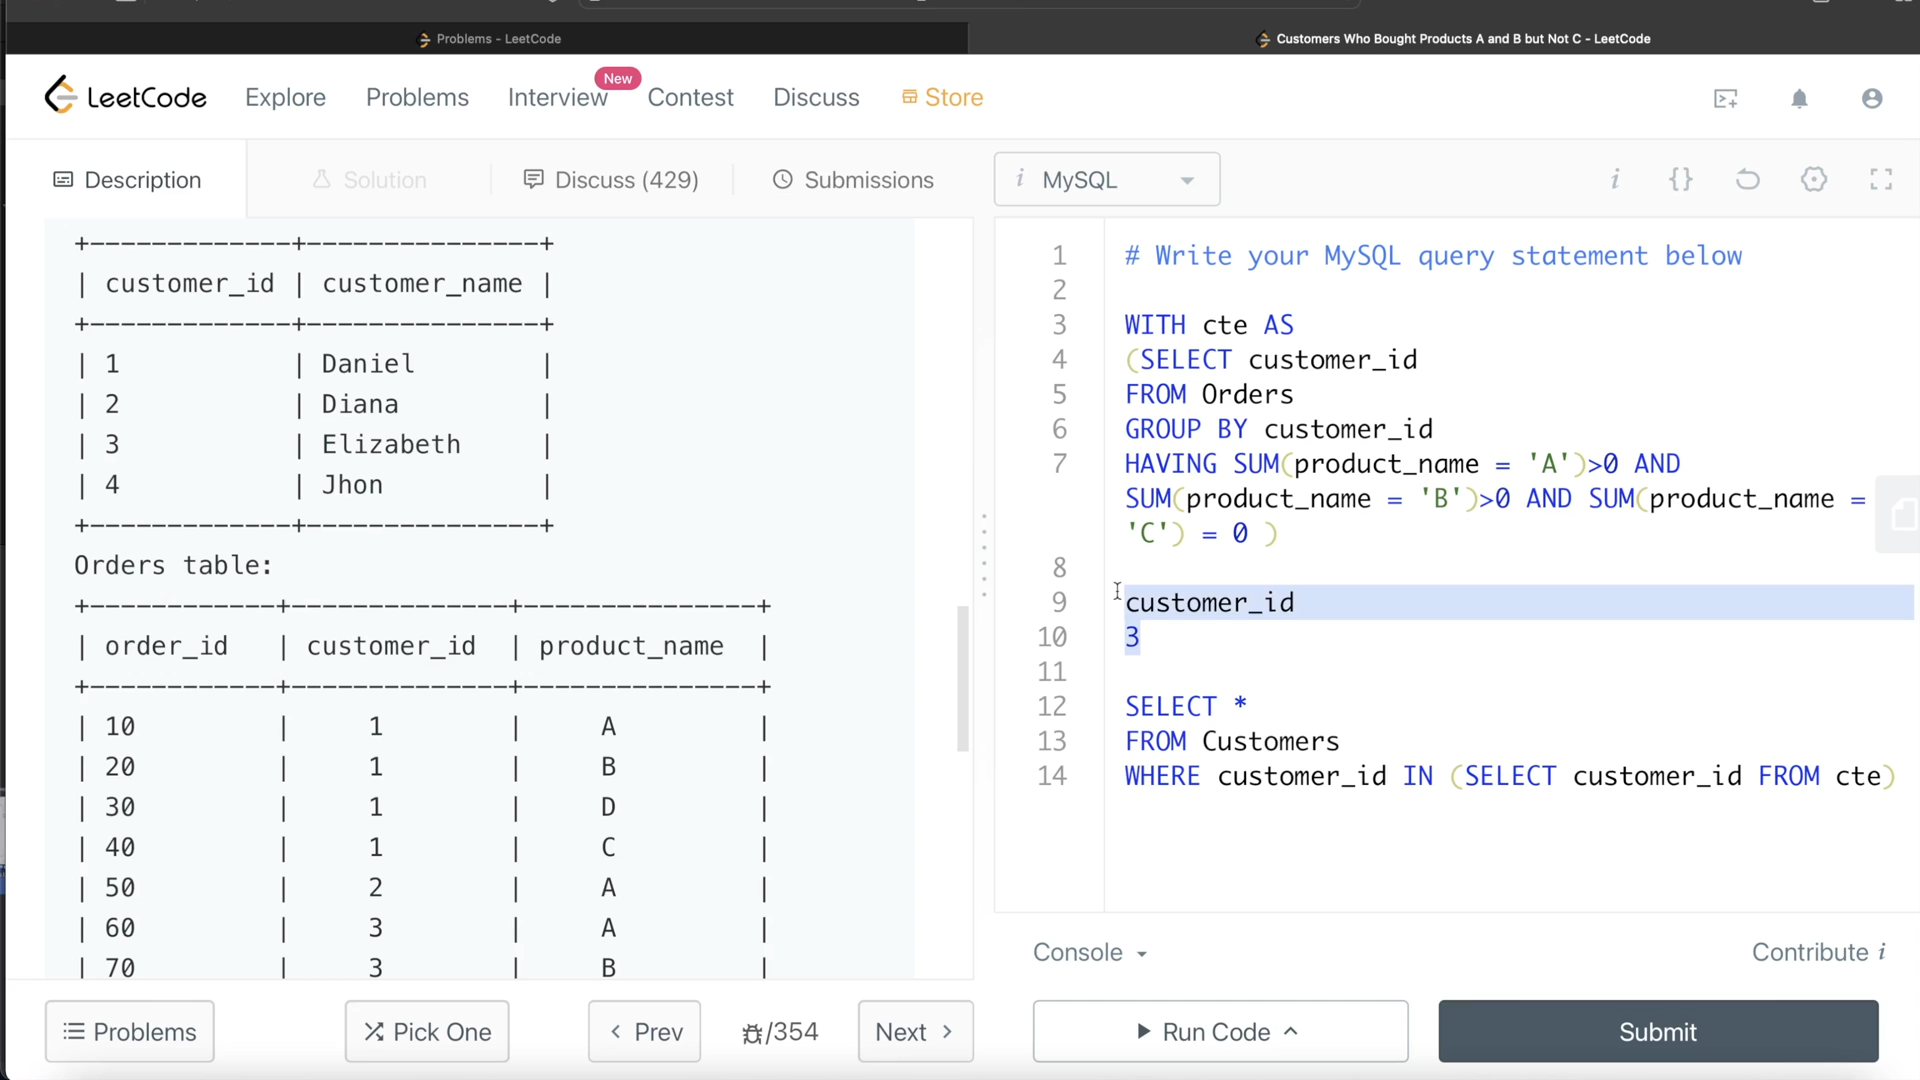 Problems - LeetCode
Customers Who Bought Products A and B but Not C - LeetCode
LeetCode
Explore
Problems
Interview
New
Contest
Discuss
Store
Description
Solution
Discuss (429)
Submissions
i MySQL
i {}
+-------------+---------------+
| customer_id | customer_name |
+-------------+---------------+
| 1 | Daniel |
| 2 | Diana |
| 3 | Elizabeth |
| 4 | Jhon |
+-------------+---------------+
Orders table:
+------------+--------------+---------------+
| order_id | customer_id | product_name |
+------------+--------------+---------------+
| 10 | 1 | A |
| 20 | 1 | B |
| 30 | 1 | D |
| 40 | 1 | C |
| 50 | 2 | A |
| 60 | 3 | A |
| 70 | 3 | B |
1 # Write your MySQL query statement below
2
3 WITH cte AS
4 (SELECT customer_id
5 FROM Orders
6 GROUP BY customer_id
7 HAVING SUM(product_name = 'A')>0 AND
SUM(product_name = 'B')>0 AND SUM(product_name =
'C') = 0 )
8
9 customer_id
10 3
11
12 SELECT *
13 FROM Customers
14 WHERE customer_id IN (SELECT customer_id FROM cte)
Console
Contribute i
Problems
Pick One
Prev
/354
Next
Run Code
Submit